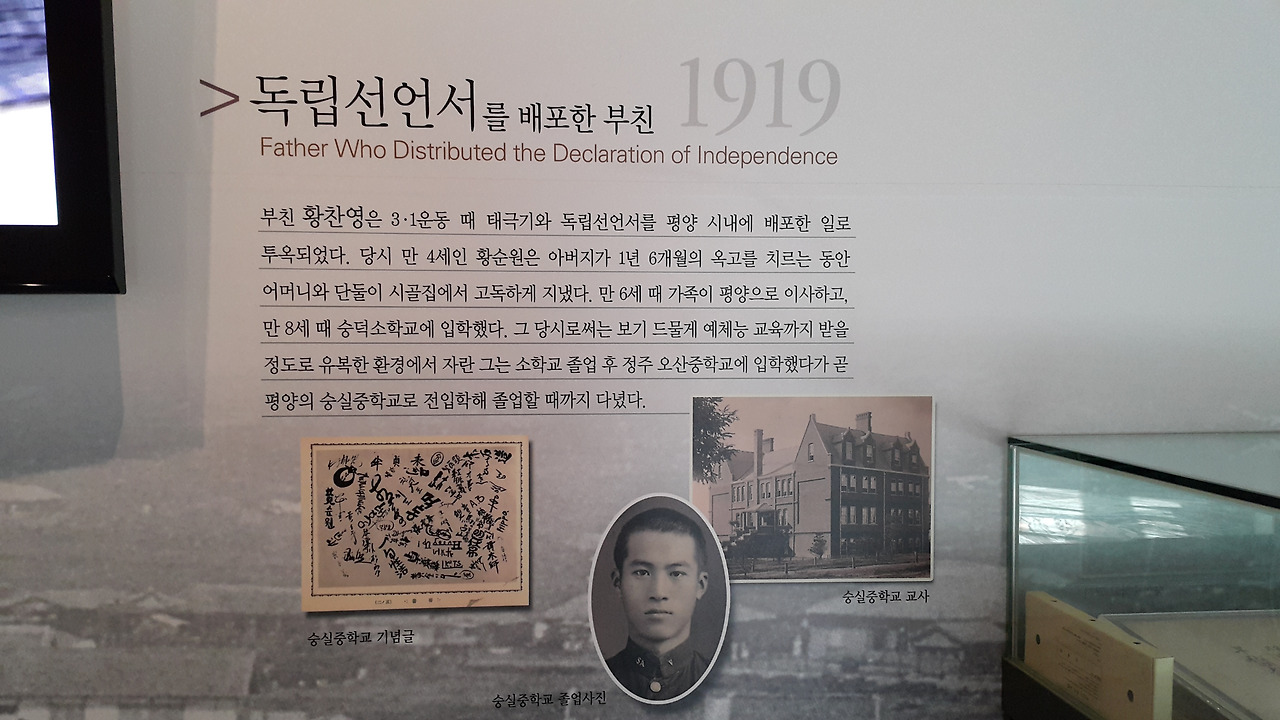 > 독립선언서를 배포한 부친 1919
Father Who Distributed the Declaration of Independence
부친 황찬영은 3·1운동 때 태극기와 독립선언서를 평양 시내에 배포한 일로
투옥되었다. 당시 만 4세인 황순원은 아버지가 1년 6개월의 옥고를 치르는 동안
어머니와 단둘이 시골집에서 고독하게 지냈다. 만 6세 때 가족이 평양으로 이사하고,
만 8세 때 숭덕소학교에 입학했다. 그 당시로써는 보기 드물게 예체능 교육까지 받을
정도로 유복한 환경에서 자란 그는 소학교 졸업 후 정주 오산중학교에 입학했다가 곧
평양의 숭실중학교로 전입학해 졸업할 때까지 다녔다.
숭실중학교 교사
숭실중학교 기념글
숭실중학교 졸업사진